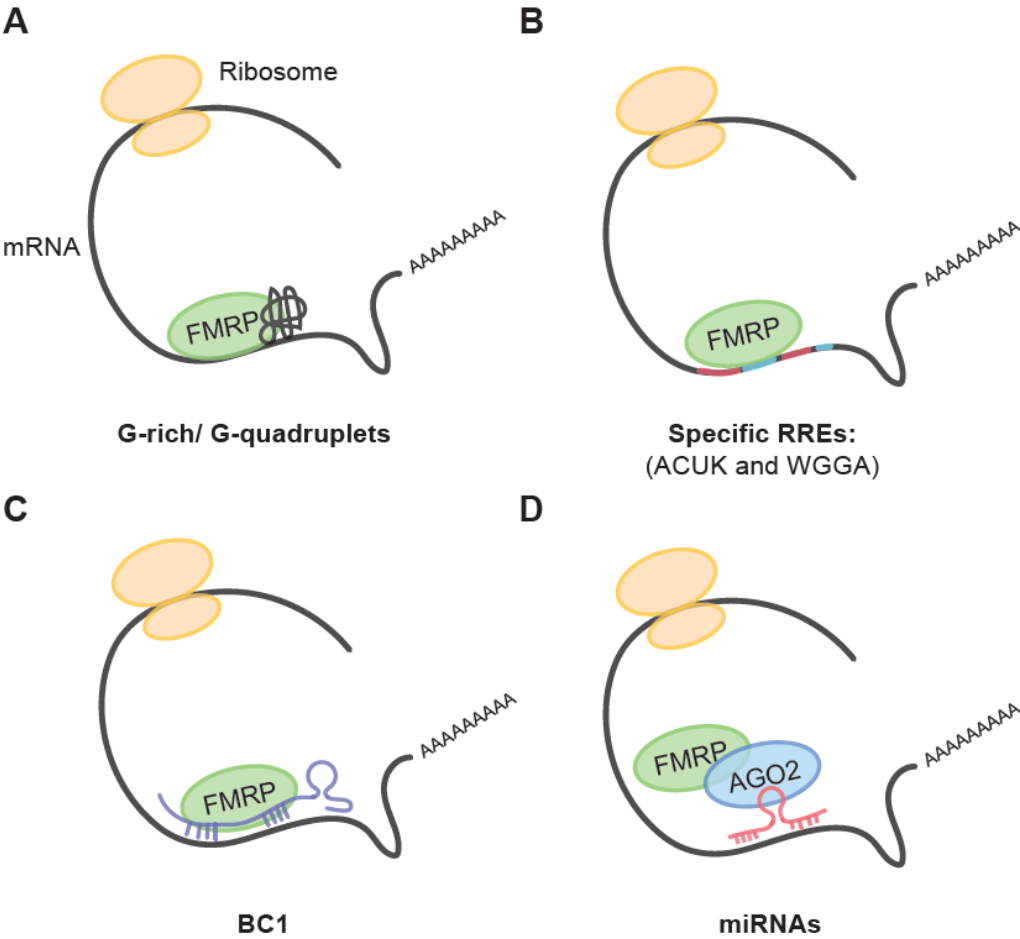 A
B
Ribosome
mRNA
AAAAAAAAA
AAAAAAAAA
FMRP
FMRP
G-rich/ G-quadruplets
Specific RREs:
(ACUK and WGGA)
C
D
AAAAAAAAA
AAAAAAAAA
FMRP
AGO2
FMRP
BC1
miRNAs